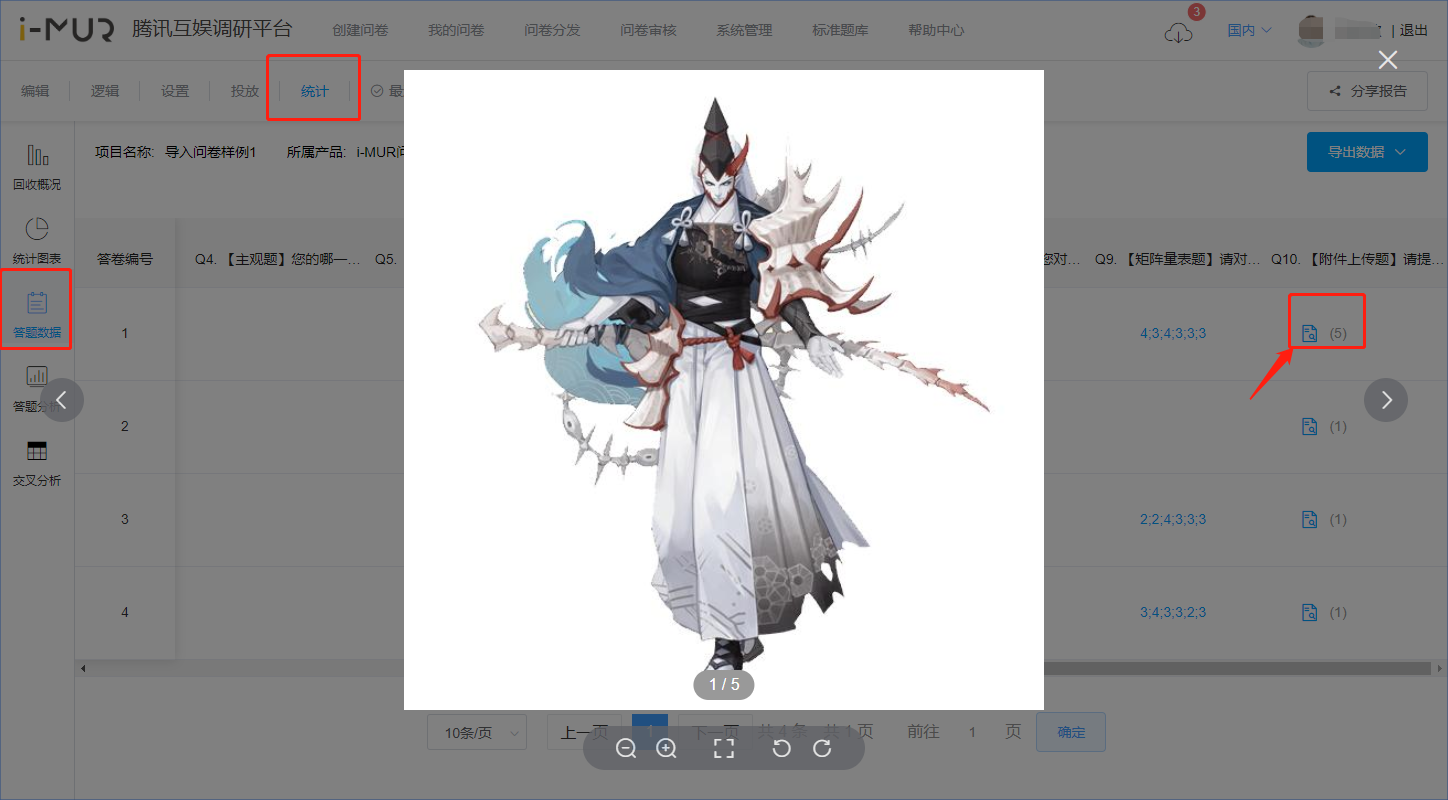 i-MUR 腾讯互娱调研平台 创建问卷 我的问卷 问卷分发 问卷审核 系统管理 标准题库 帮助中心 3 国内 | 退出
编辑 逻辑 设置 投放 统计 最 分享报告
项目名称: 导入问卷样例1 所属产品: i-MUR问 导出数据
回收概况
统计图表
答题数据
答题分析
交叉分析
答卷编号 Q4. 【主观题】您的哪一… Q5. 您对… Q9. 【矩阵量表题】请对… Q10. 【附件上传题】请提…
1 4;3;4;3;3;3 (5)
2 (1)
3 2;2;4;3;3;3 (1)
4 3;4;3;3;2;3 (1)
1 / 5
10条/页 上一页 1 下一页 共 4 条 共 1 页 前往 1 页 确定